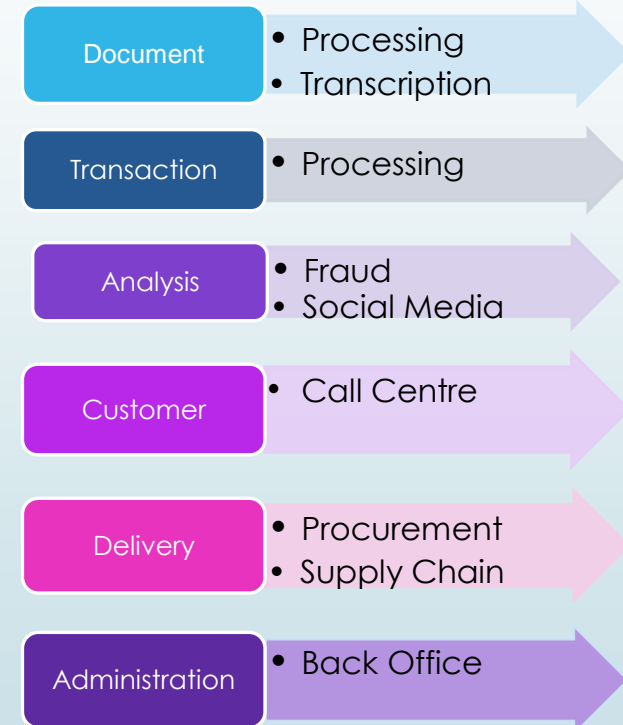 Document
• Processing
• Transcription
Transaction
• Processing
Analysis
• Fraud
• Social Media
Customer
• Call Centre
Delivery
• Procurement
• Supply Chain
Administration
• Back Office